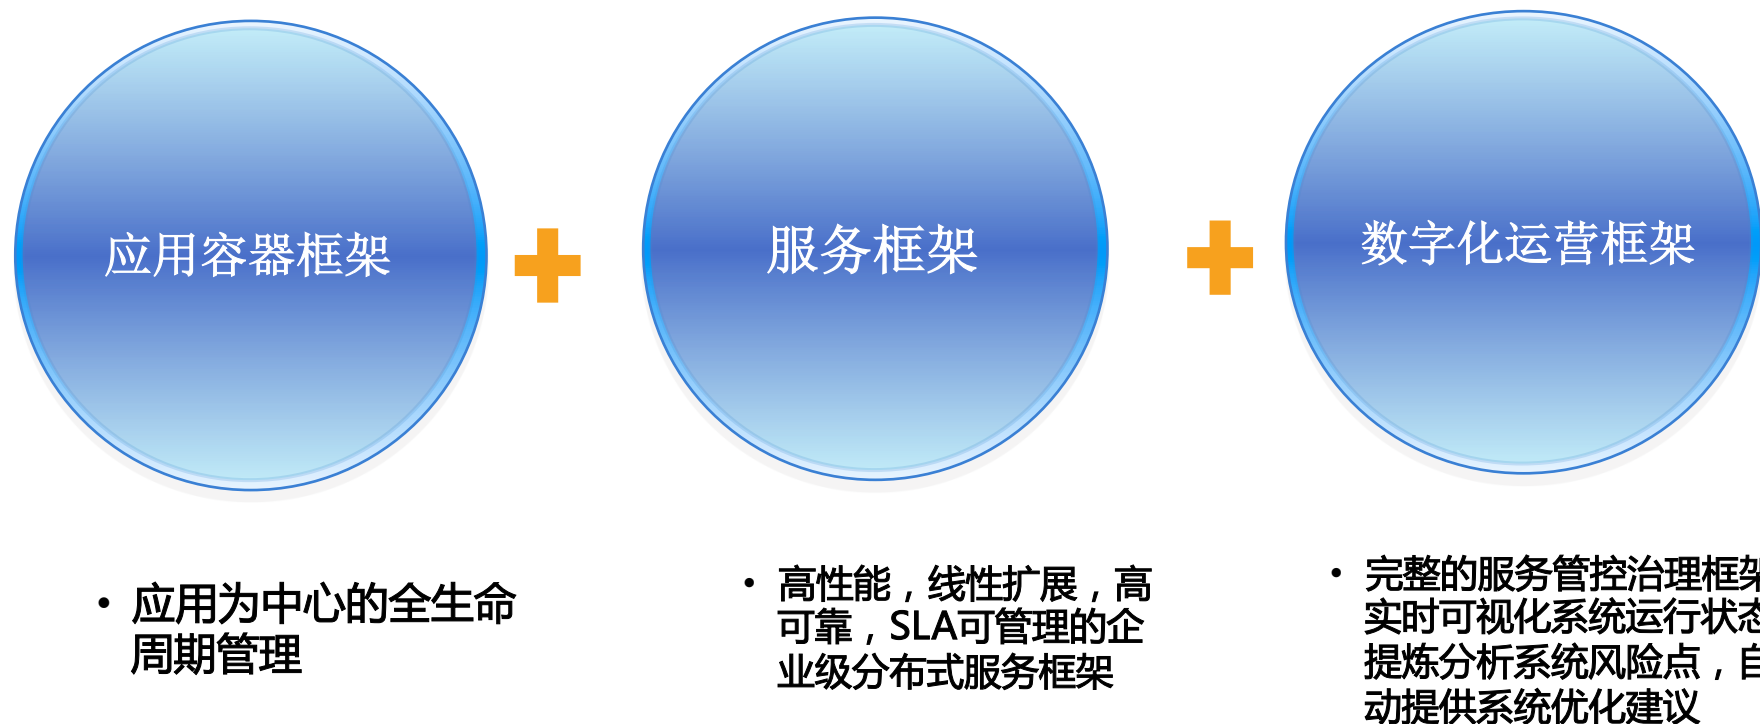 应用容器框架
服务框架
数字化运营框架
• 应用为中心的全生命
周期管理
• 高性能，线性扩展，高
可靠，SLA可管理的企
业级分布式服务框架
• 完整的服务管控治理框架
实时可视化系统运行状态
提炼分析系统风险点，自
动提供系统优化建议